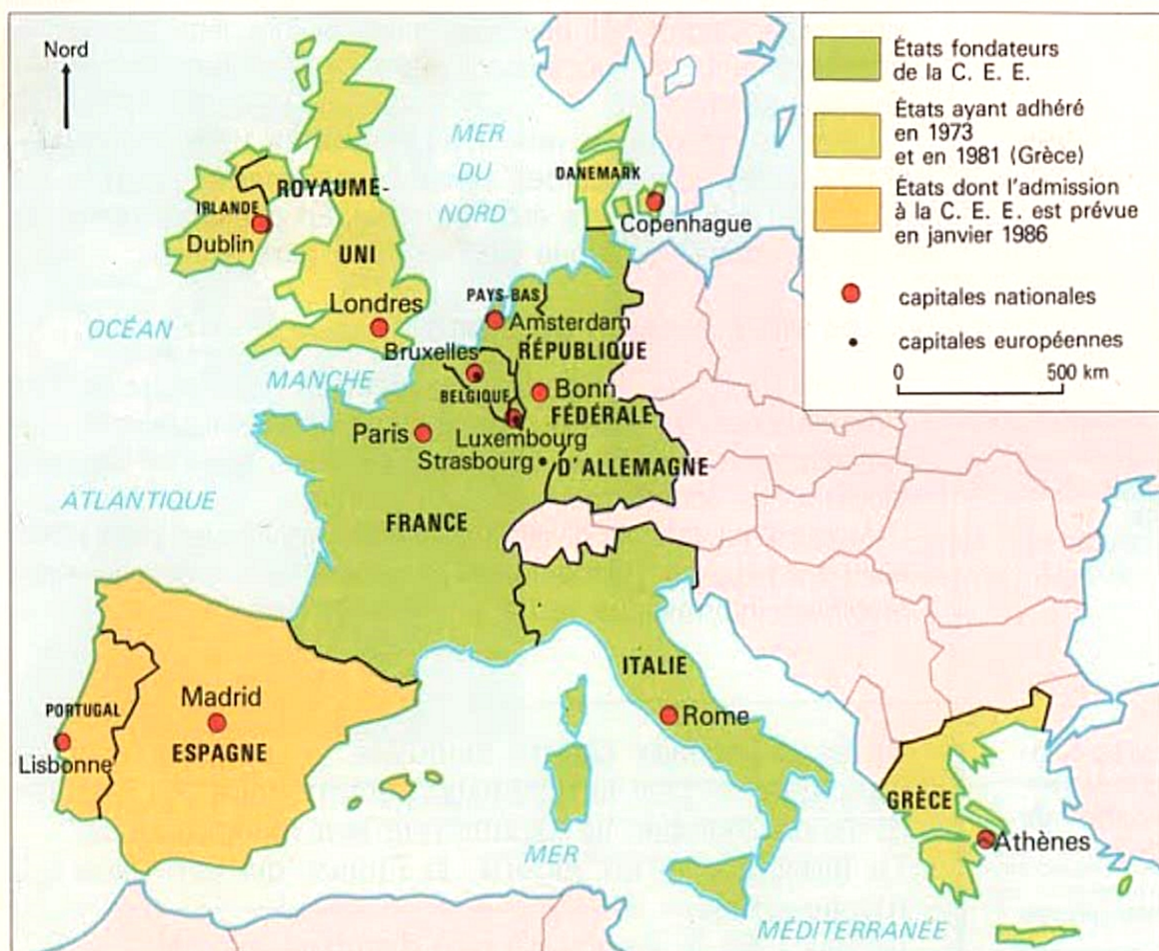 Nord
États fondateurs
de la C. E. E.
États ayant adhéré
en 1973
et en 1981 (Grèce)
États dont l'admission
à la C. E. E. est prévue
en janvier 1986
capitales nationales
capitales européennes
0 500 km
MER
DU
NORD
DANEMARK
Copenhague
ROYAUME-
UNI
IRLANDE
Dublin
Londres
PAYS-BAS
Amsterdam
OCÉAN
MANCHE
Bruxelles
RÉPUBLIQUE
BELGIQUE
Bonn
FÉDÉRALE
Paris
Luxembourg
Strasbourg
D'ALLEMAGNE
ATLANTIQUE
FRANCE
ITALIE
Rome
Madrid
PORTUGAL
ESPAGNE
Lisbonne
GRÈCE
Athènes
MER
MÉDITERRANÉE